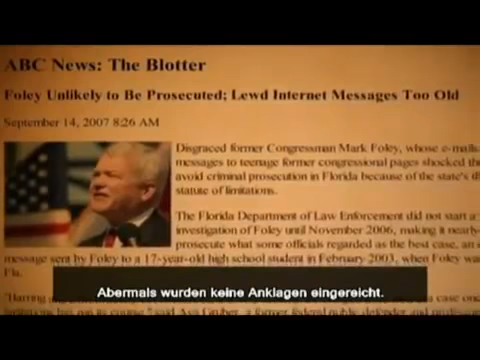 ABC News: The Blotter
Foley Unlikely to Be Prosecuted; Lewd Internet Messages Too Old
September 14, 2007 8:26 AM
Disgraced former Congressman Mark Foley, whose e-mails
messages to teenage former congressional pages shocked the
avoid criminal prosecution in Florida because of the state's
statute of limitations.
The Florida Department of Law Enforcement did not start a
investigation of Foley until November 2006, making it nearly
prosecute what some officials regarded as the best case, an
message sent by Foley to a 17-year-old high school student in February 2003, when Foley was
Fla.
Abermals wurden keine Anklagen eingereicht.